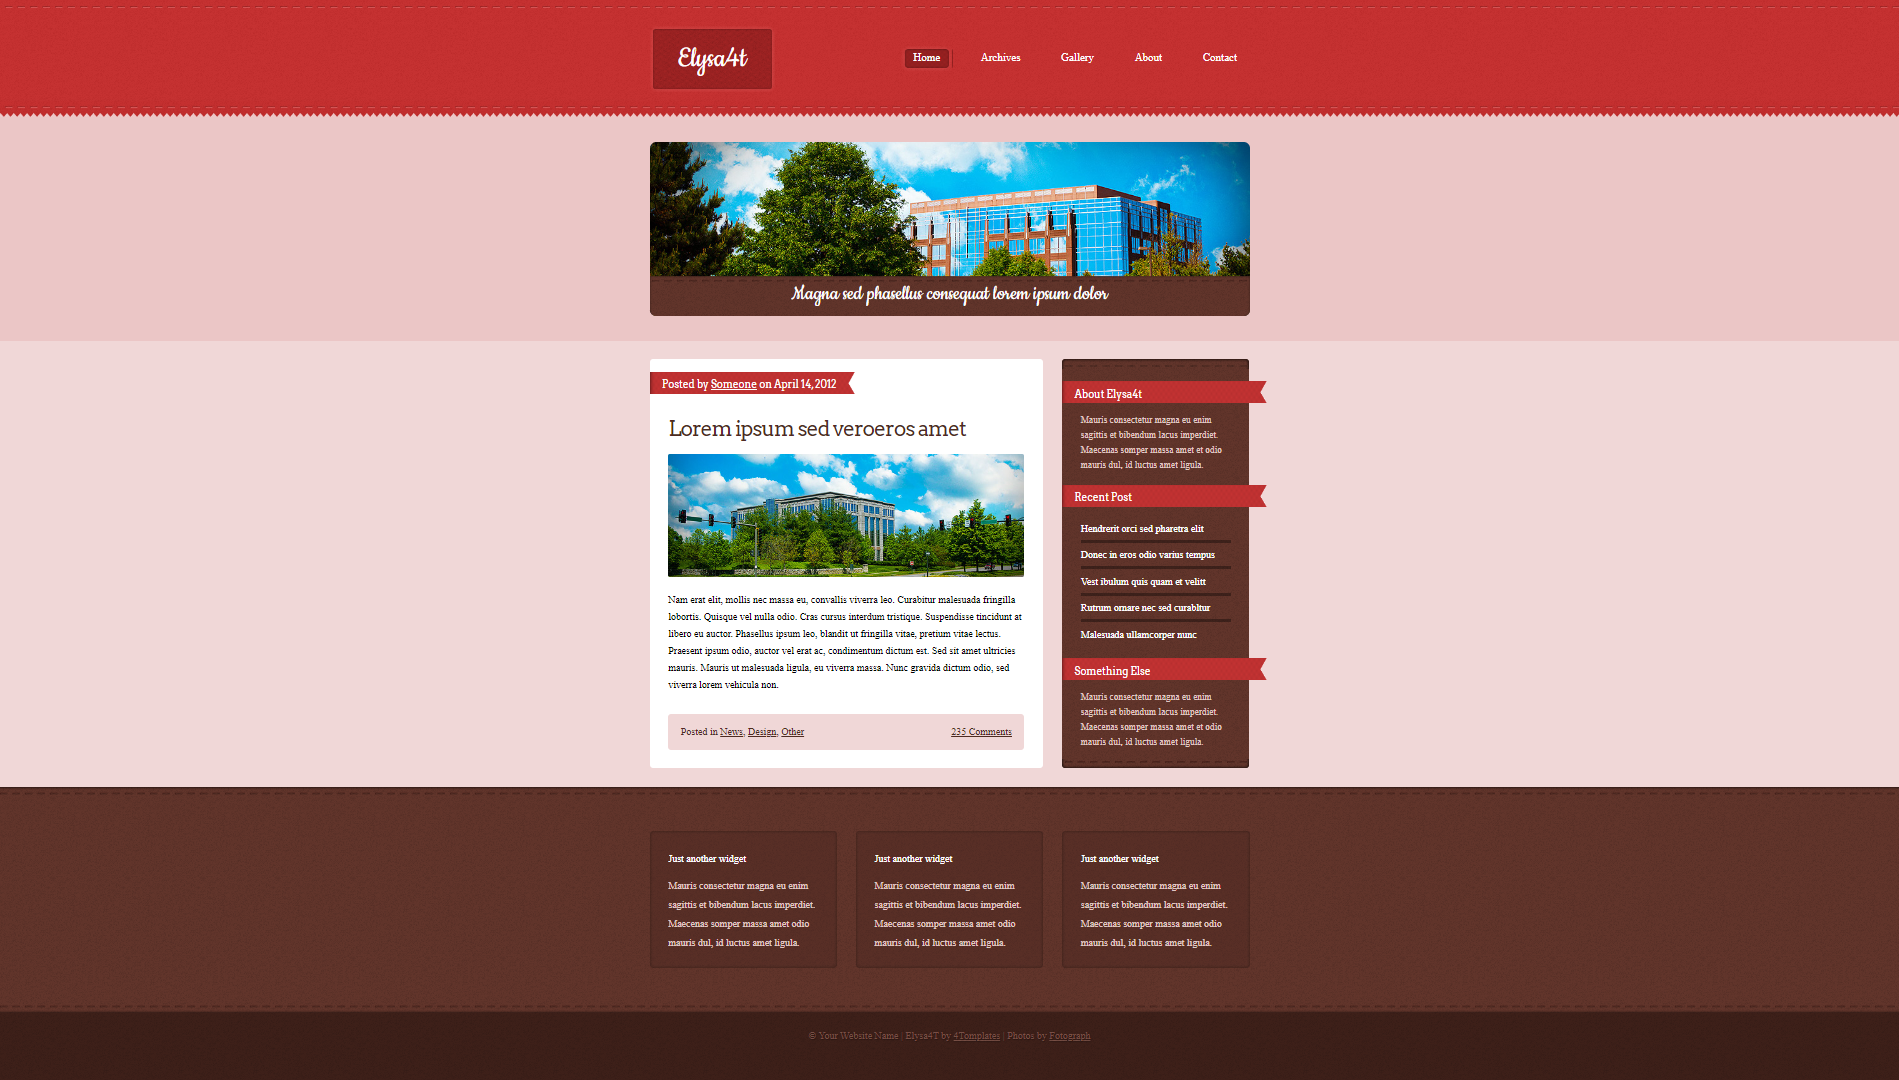 Elysa4t
Home
Archives
Gallery
About
Contact
Magna sed phasellus consequat lorem ipsum dolor
Posted by Someone on April 14, 2012
Lorem ipsum sed veroeros amet
Nam erat elit, mollis nec massa eu, convallis viverra leo. Curabitur malesuada fringilla
lobortis. Quisque vel nulla odio. Cras cursus interdum tristique. Suspendisse tincidunt at
libero eu auctor. Phasellus ipsum leo, blandit ut fringilla vitae, pretium vitae lectus.
Praesent ipsum odio, auctor vel erat ac, condimentum dictum est. Sed sit amet ultricies
mauris. Mauris ut malesuada ligula, eu viverra massa. Nunc gravida dictum odio, sed
viverra lorem vehicula non.
Posted in News, Design, Other
235 Comments
About Elysa4t
Mauris consectetur magna eu enim
sagittis et bibendum lacus imperdiet.
Maecenas somper massa amet et odio
mauris dul, id luctus amet ligula.
Recent Post
Hendrerit orci sed pharetra elit
Donec in eros odio varius tempus
Vest ibulum quis quam et velitt
Rutrum ornare nec sed curabltur
Malesuada ullamcorper nunc
Something Else
Mauris consectetur magna eu enim
sagittis et bibendum lacus imperdiet.
Maecenas somper massa amet et odio
mauris dul, id luctus amet ligula.
Just another widget
Mauris consectetur magna eu enim
sagittis et bibendum lacus imperdiet.
Maecenas somper massa amet odio
mauris dul, id luctus amet ligula.
Just another widget
Mauris consectetur magna eu enim
sagittis et bibendum lacus imperdiet.
Maecenas somper massa amet odio
mauris dul, id luctus amet ligula.
Just another widget
Mauris consectetur magna eu enim
sagittis et bibendum lacus imperdiet.
Maecenas somper massa amet odio
mauris dul, id luctus amet ligula.
© Your Website Name | Elysa4T by 4Templates | Photos by Fotograph